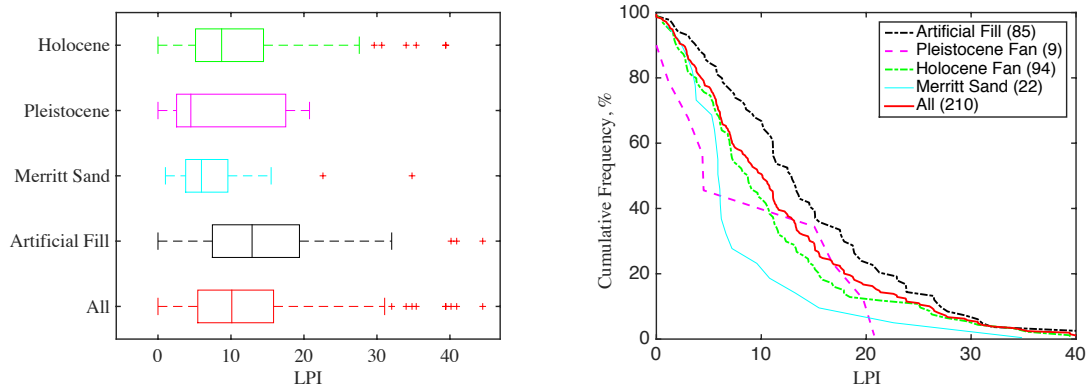 Holocene
Pleistocene
Merritt Sand
Artificial Fill
All
0 10 20 30 40
LPI
100
80
60
40
20
0
Cumulative Frequency, %
0 10 20 30 40
LPI
Artificial Fill (85)
Pleistocene Fan (9)
Holocene Fan (94)
Merritt Sand (22)
All (210)